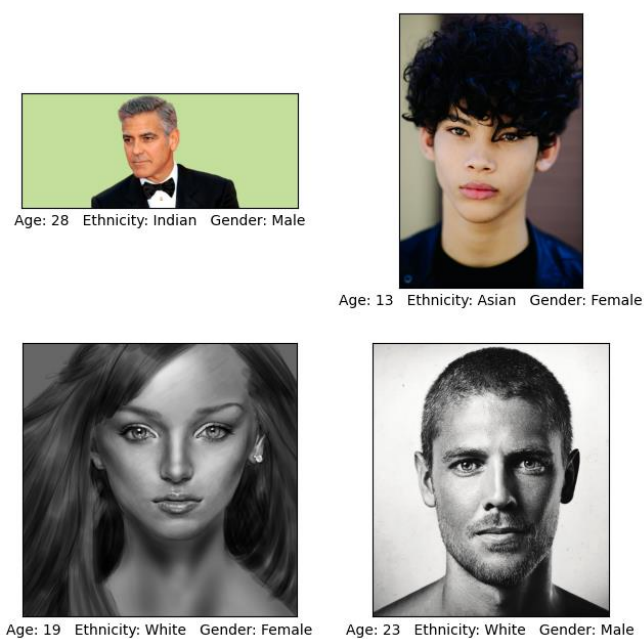 Age: 28   Ethnicity: Indian   Gender: Male
Age: 13   Ethnicity: Asian   Gender: Female
Age: 19   Ethnicity: White   Gender: Female
Age: 23   Ethnicity: White   Gender: Male